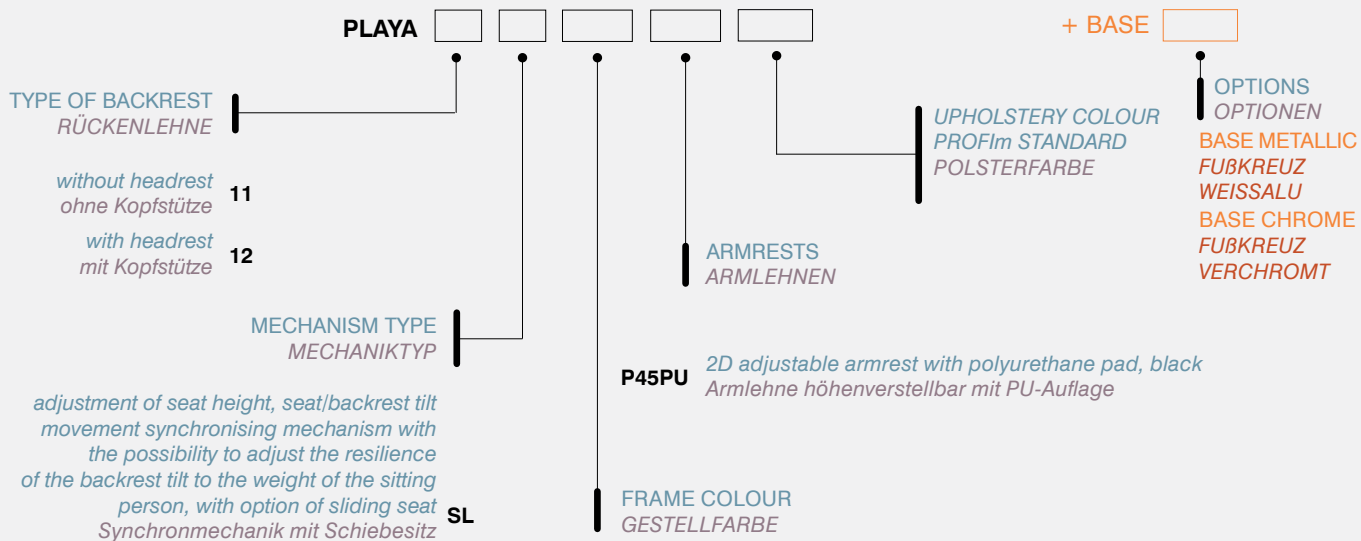 PLAYA
+ BASE
TYPE OF BACKREST
RÜCKENLEHNE
without headrest
ohne Kopfstütze
11
with headrest
mit Kopfstütze
12
MECHANISM TYPE
MECHANIKTYP
adjustment of seat height, seat/backrest tilt
movement synchronising mechanism with
the possibility to adjust the resilience
of the backrest tilt to the weight of the sitting
person, with option of sliding seat
Synchronmechanik mit Schiebesitz
SL
FRAME COLOUR
GESTELLFARBE
ARMRESTS
ARMLEHNEN
P45PU
2D adjustable armrest with polyurethane pad, black
Armlehne höhenverstellbar mit PU-Auflage
UPHOLSTERY COLOUR
PROFIm STANDARD
POLSTERFARBE
OPTIONS
OPTIONEN
BASE METALLIC
FUßKREUZ
WEISSALU
BASE CHROME
FUßKREUZ
VERCHROMT